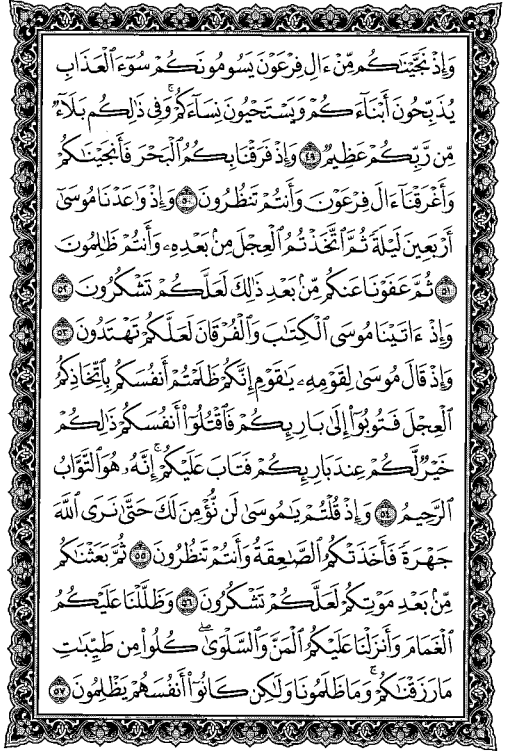 وَإِذْ نَجَّيْنَٰكُم مِّنْ ءَالِ فِرْعَوْنَ يَسُومُونَكُمْ سُوٓءَ ٱلْعَذَابِ
يُذَبِّحُونَ أَبْنَآءَكُمْ وَيَسْتَحْيُونَ نِسَآءَكُمْ ۚ وَفِى ذَٰلِكُم بَلَآءٌ
مِّن رَّبِّكُمْ عَظِيمٌ ٤٩ وَإِذْ فَرَقْنَا بِكُمُ ٱلْبَحْرَ فَأَنجَيْنَٰكُمْ
وَأَغْرَقْنَآ ءَالَ فِرْعَوْنَ وَأَنتُمْ تَنظُرُونَ ٥٠ وَإِذْ وَٰعَدْنَا مُوسَىٰٓ
أَرْبَعِينَ لَيْلَةً ثُمَّ ٱتَّخَذْتُمُ ٱلْعِجْلَ مِنۢ بَعْدِهِۦ وَأَنتُمْ ظَٰلِمُونَ
٥١ ثُمَّ عَفَوْنَا عَنكُم مِّنۢ بَعْدِ ذَٰلِكَ لَعَلَّكُمْ تَشْكُرُونَ ٥٢
وَإِذْ ءَاتَيْنَا مُوسَى ٱلْكِتَٰبَ وَٱلْفُرْقَانَ لَعَلَّكُمْ تَهْتَدُونَ ٥٣
وَإِذْ قَالَ مُوسَىٰ لِقَوْمِهِۦ يَٰقَوْمِ إِنَّكُمْ ظَلَمْتُمْ أَنفُسَكُم بِٱتِّخَاذِكُمُ
ٱلْعِجْلَ فَتُوبُوٓا۟ إِلَىٰ بَارِئِكُمْ فَٱقْتُلُوٓا۟ أَنفُسَكُمْ ذَٰلِكُمْ
خَيْرٌ لَّكُمْ عِندَ بَارِئِكُمْ فَتَابَ عَلَيْكُمْ ۚ إِنَّهُۥ هُوَ ٱلتَّوَّابُ
ٱلرَّحِيمُ ٥٤ وَإِذْ قُلْتُمْ يَٰمُوسَىٰ لَن نُّؤْمِنَ لَكَ حَتَّىٰ نَرَى ٱللَّهَ
جَهْرَةً فَأَخَذَتْكُمُ ٱلصَّٰعِقَةُ وَأَنتُمْ تَنظُرُونَ ٥٥ ثُمَّ بَعَثْنَٰكُم
مِّنۢ بَعْدِ مَوْتِكُمْ لَعَلَّكُمْ تَشْكُرُونَ ٥٦ وَظَلَّلْنَا عَلَيْكُمُ
ٱلْغَمَامَ وَأَنزَلْنَا عَلَيْكُمُ ٱلْمَنَّ وَٱلسَّلْوَىٰ ۖ كُلُوا۟ مِن طَيِّبَٰتِ
مَا رَزَقْنَٰكُمْ ۖ وَمَا ظَلَمُونَا وَلَٰكِن كَانُوٓا۟ أَنفُسَهُمْ يَظْلِمُونَ ٥٧